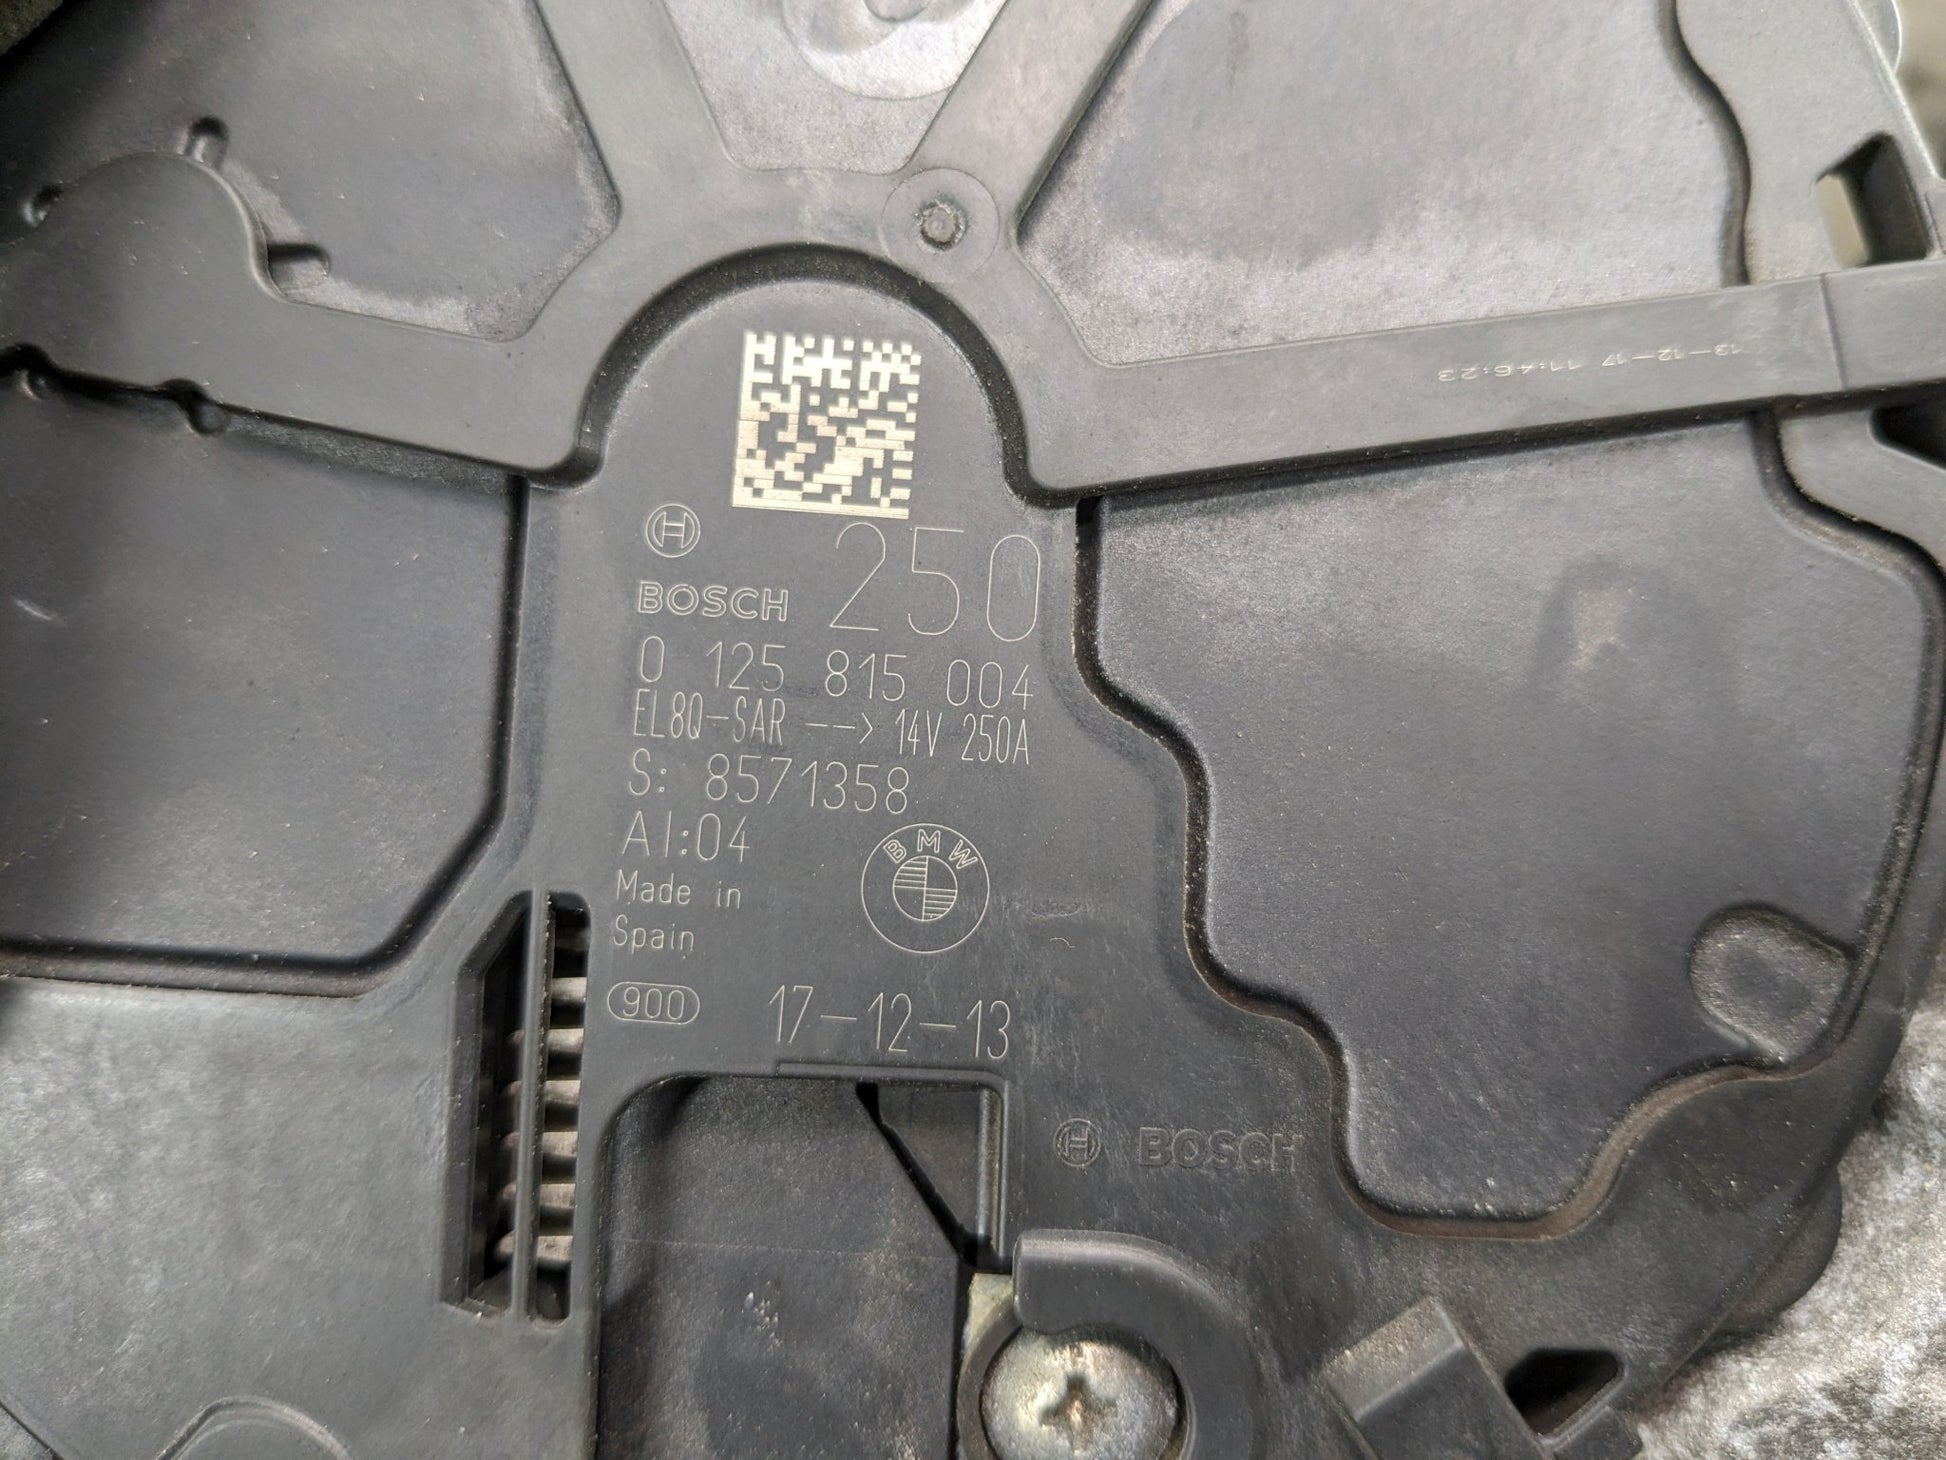 13-12-17 11:46:23
250
BOSCH
0 125 815 004
EL8Q-SAR --> 14V 250A
S: 8571358
AI:04
BMW
Made in
Spain
900
17-12-13
BOSCH